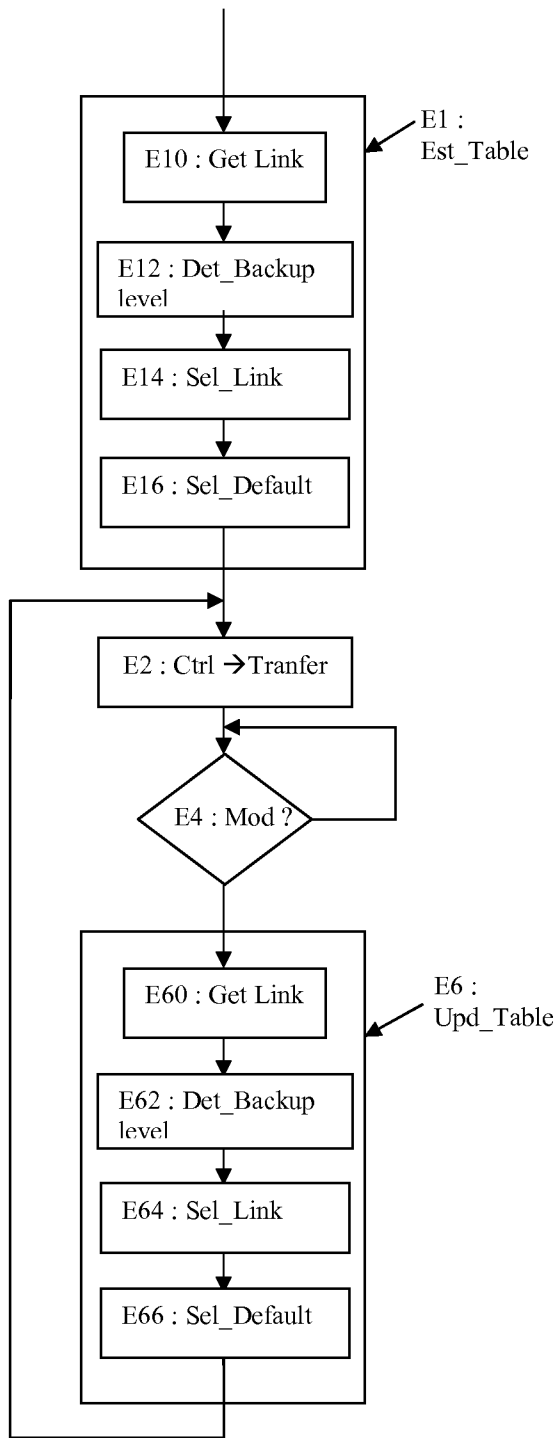 E1 :
Est_Table
E10 : Get Link
E12 : Det_Backup
level
E14 : Sel_Link
E16 : Sel_Default
E2 : Ctrl →Tranfer
E4 : Mod ?
E6 :
Upd_Table
E60 : Get Link
E62 : Det_Backup
level
E64 : Sel_Link
E66 : Sel_Default